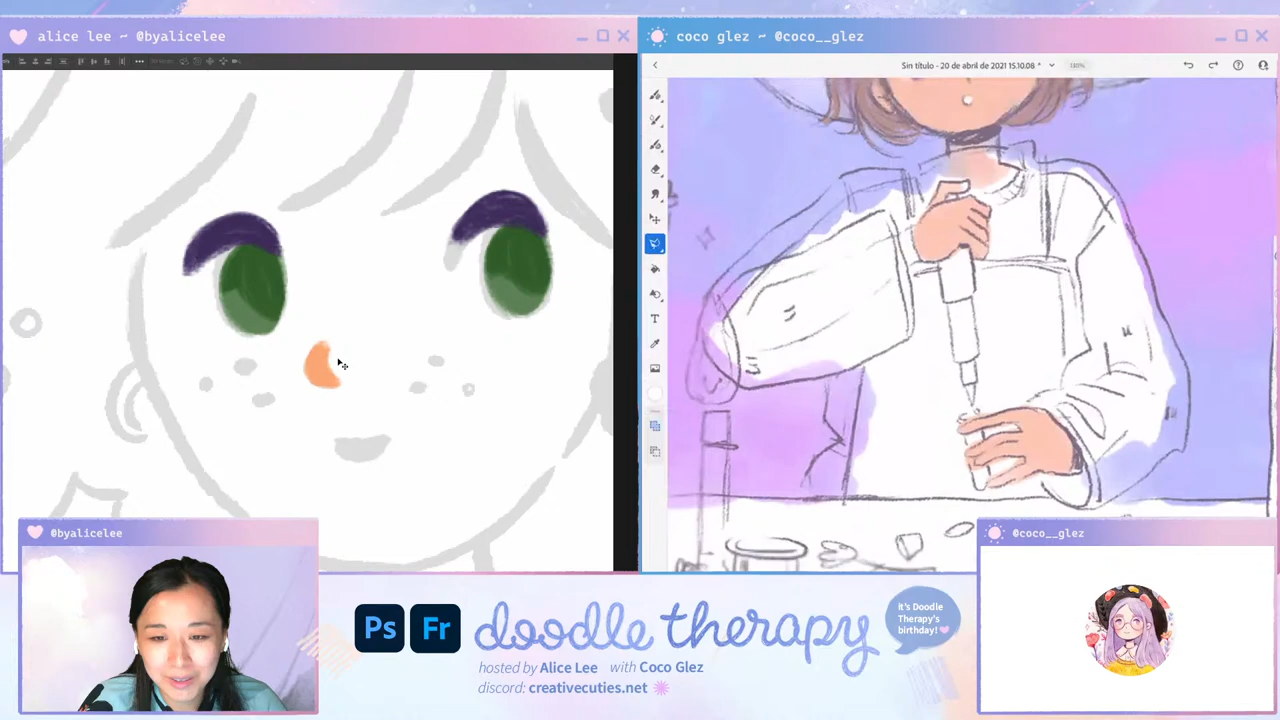 alice lee ~ @byalicelee
coco glez ~ @coco__glez
Sin título - 20 de abril de 2021 15.10.08 *
T
@byalicelee
@coco__glez
Ps
Fr
doodle therapy
it's Doodle
Therapy's
birthday!
hosted by Alice Lee with Coco Glez
discord: creativecuties.net